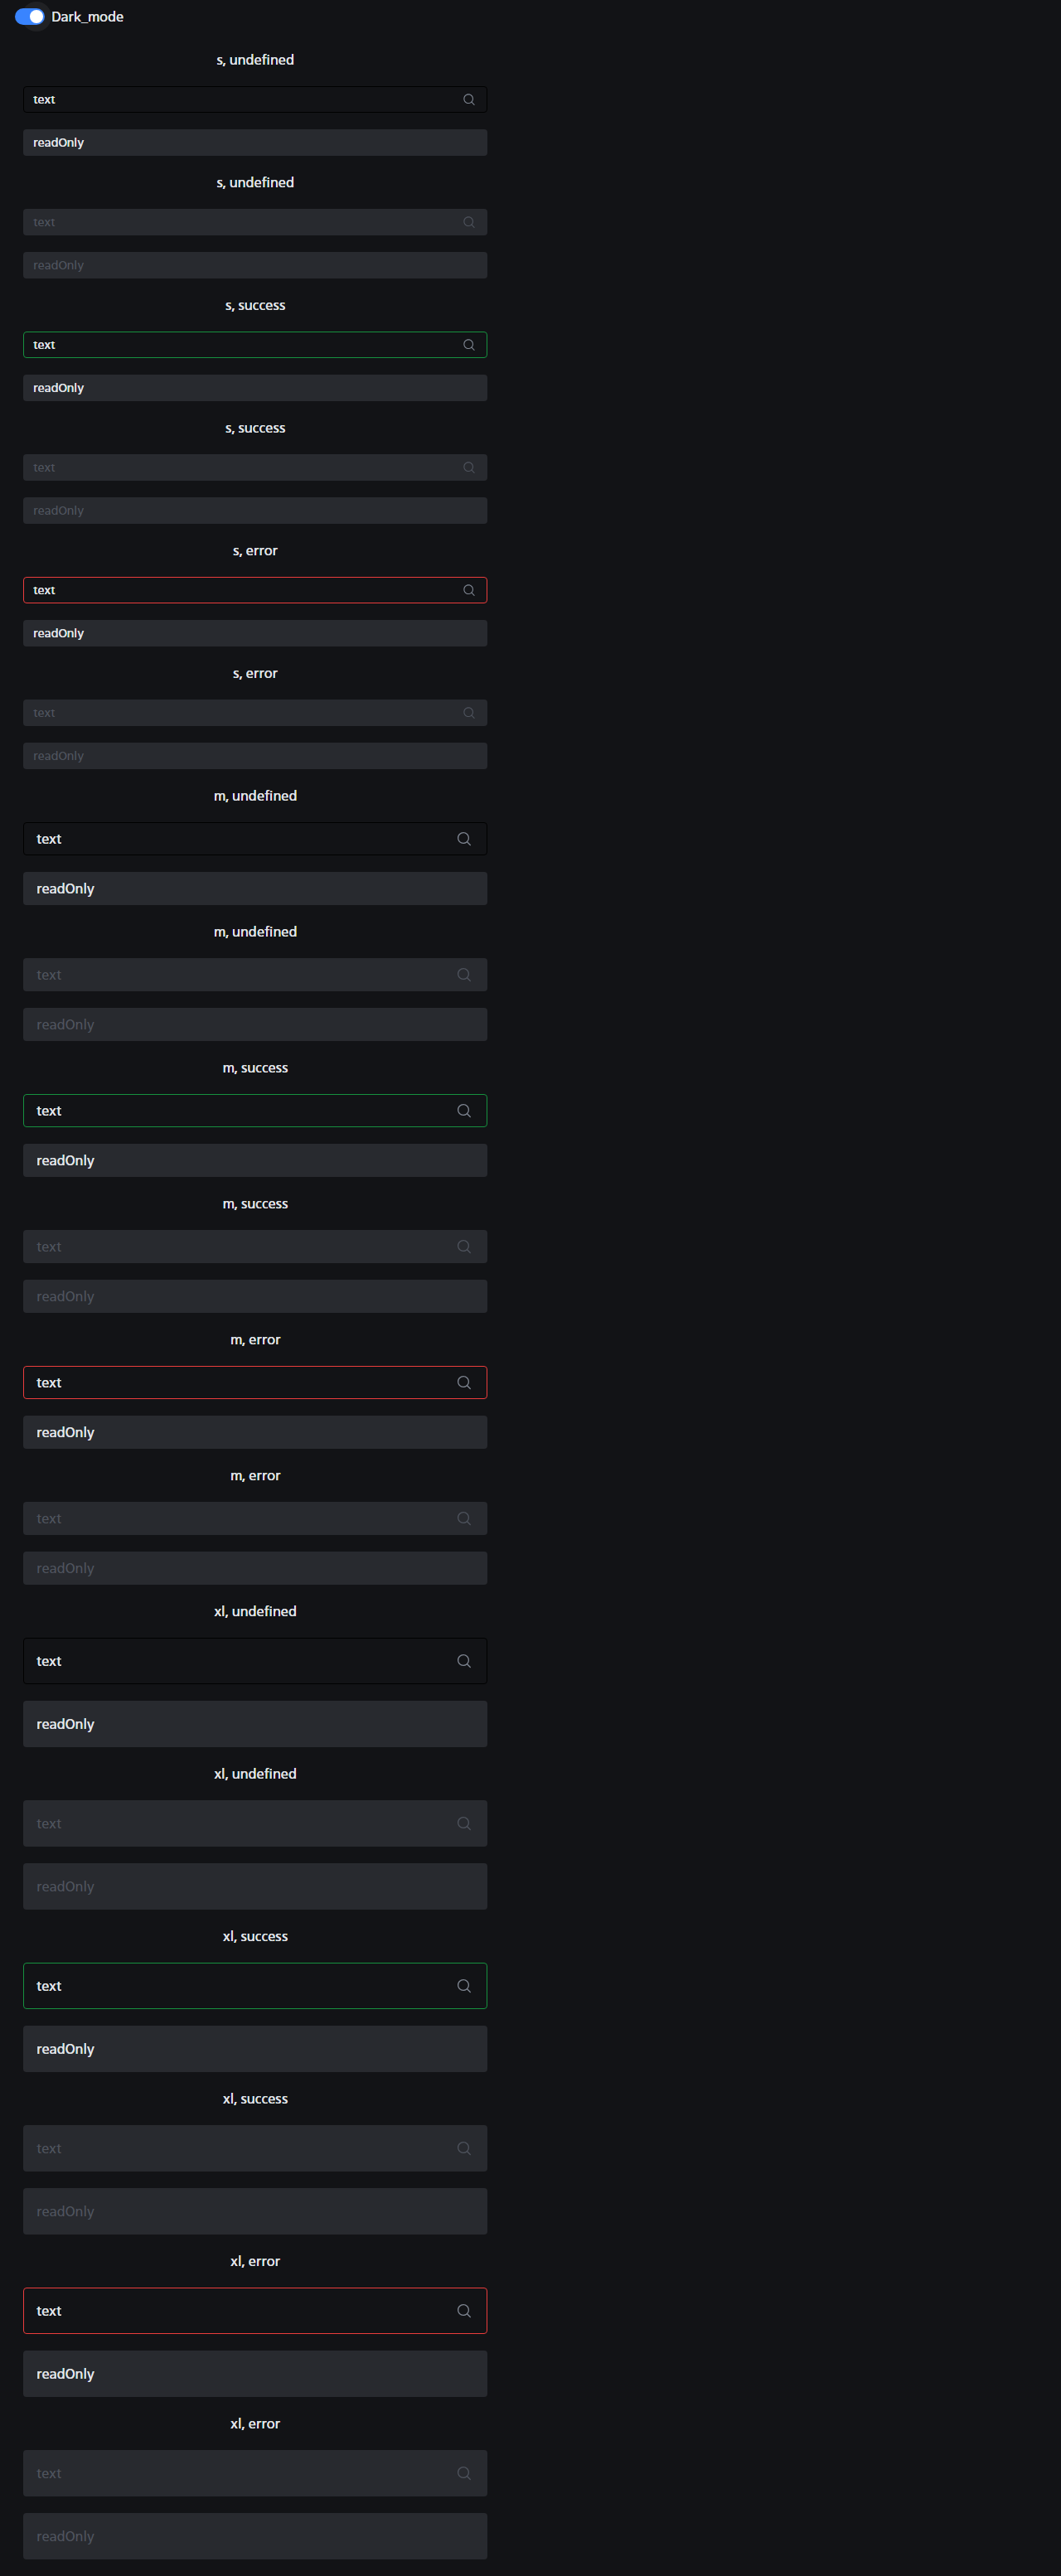 Dark_mode
s, undefined
text
readOnly
s, undefined
text
readOnly
s, success
text
readOnly
s, success
text
readOnly
s, error
text
readOnly
s, error
text
readOnly
m, undefined
text
readOnly
m, undefined
text
readOnly
m, success
text
readOnly
m, success
text
readOnly
m, error
text
readOnly
m, error
text
readOnly
xl, undefined
text
readOnly
xl, undefined
text
readOnly
xl, success
text
readOnly
xl, success
text
readOnly
xl, error
text
readOnly
xl, error
text
readOnly